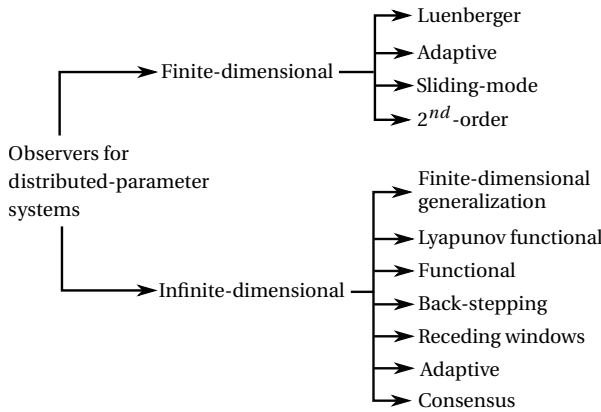 Observers for
distributed-parameter
systems
Finite-dimensional
Luenberger
Adaptive
Sliding-mode
2nd-order
Infinite-dimensional
Finite-dimensional
generalization
Lyapunov functional
Functional
Back-stepping
Receding windows
Adaptive
Consensus